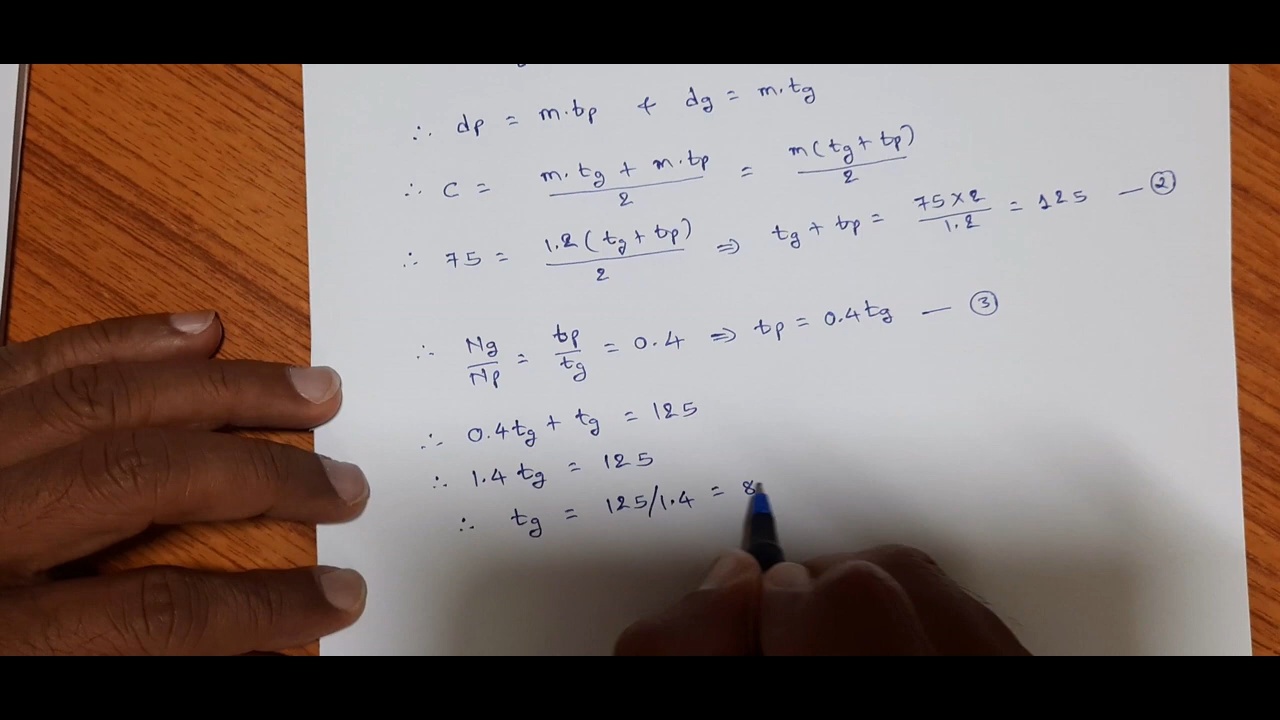 ∴ dp = m.tp & dg = m.tg
∴ C = m.tg + m.tp / 2 = m(tg + tp) / 2
∴ 75 = 1.2(tg + tp) / 2 ⇒ tg + tp = 75×2 / 1.2 = 125 — ②
∴ Ng / Np = tp / tg = 0.4 ⇒ tp = 0.4tg — ③
∴ 0.4tg + tg = 125
∴ 1.4 tg = 125
∴ tg = 125/1.4 = 8